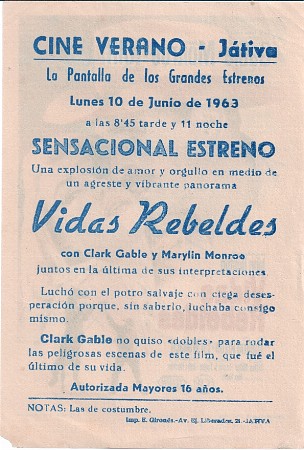 CINE VERANO - Játiva
La Pantalla de los Grandes Estrenos
Lunes 10 de Junio de 1963
a las 8'45 tarde y 11 noche
SENSACIONAL ESTRENO
Una explosión de amor y orgullo en medio de
un agreste y vibrante panorama
Vidas Rebeldes
con Clark Gable y Marylin Monroe
juntos en la última de sus interpretaciones.
Luchó con el potro salvaje con ciega deses-
peración porque, sin saberlo, luchaba consigo
mismo.
Clark Gable no quiso «dobles» para rodar
las peligrosas escenas de este film, que fué el
último de su vida.
Autorizada Mayores 16 años.
NOTAS: Las de costumbre.
Imp. E. Gironés.-Av. Ej. Liberador, 21 -JATIVA